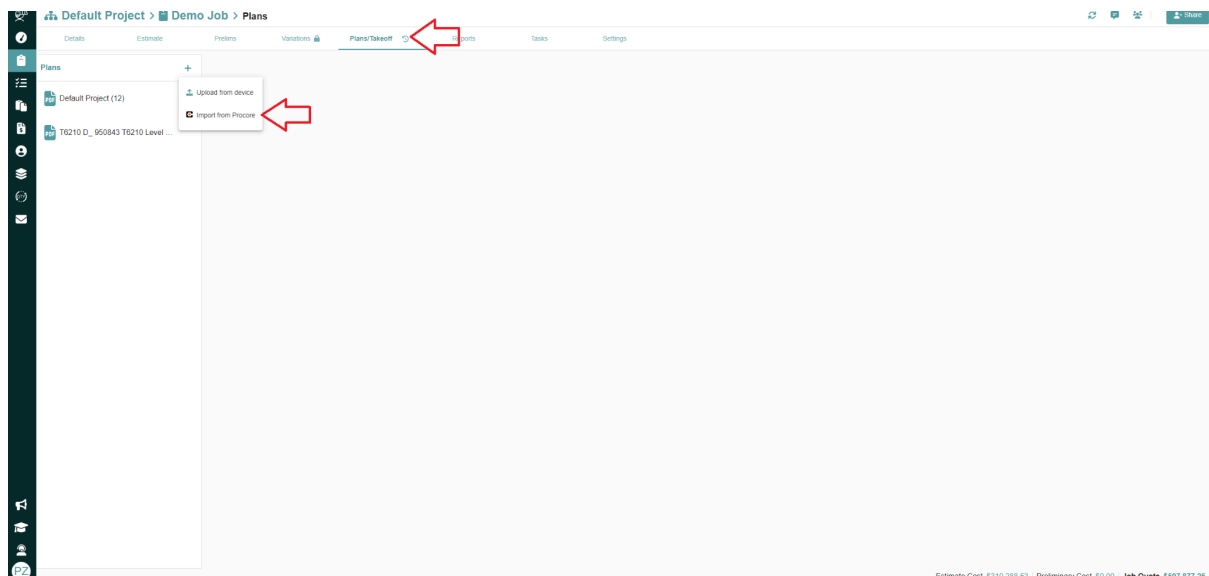 Default Project > Demo Job > Plans
Share
Details Estimate Prelims Variations Plans/Takeoff Reports Tasks Settings
Plans +
Upload from device
Default Project (12)
Import from Procore
T6210 D_ 950843 T6210 Level ...
PZ
Estimate Cost Preliminary Cost $0.00 Job Quote